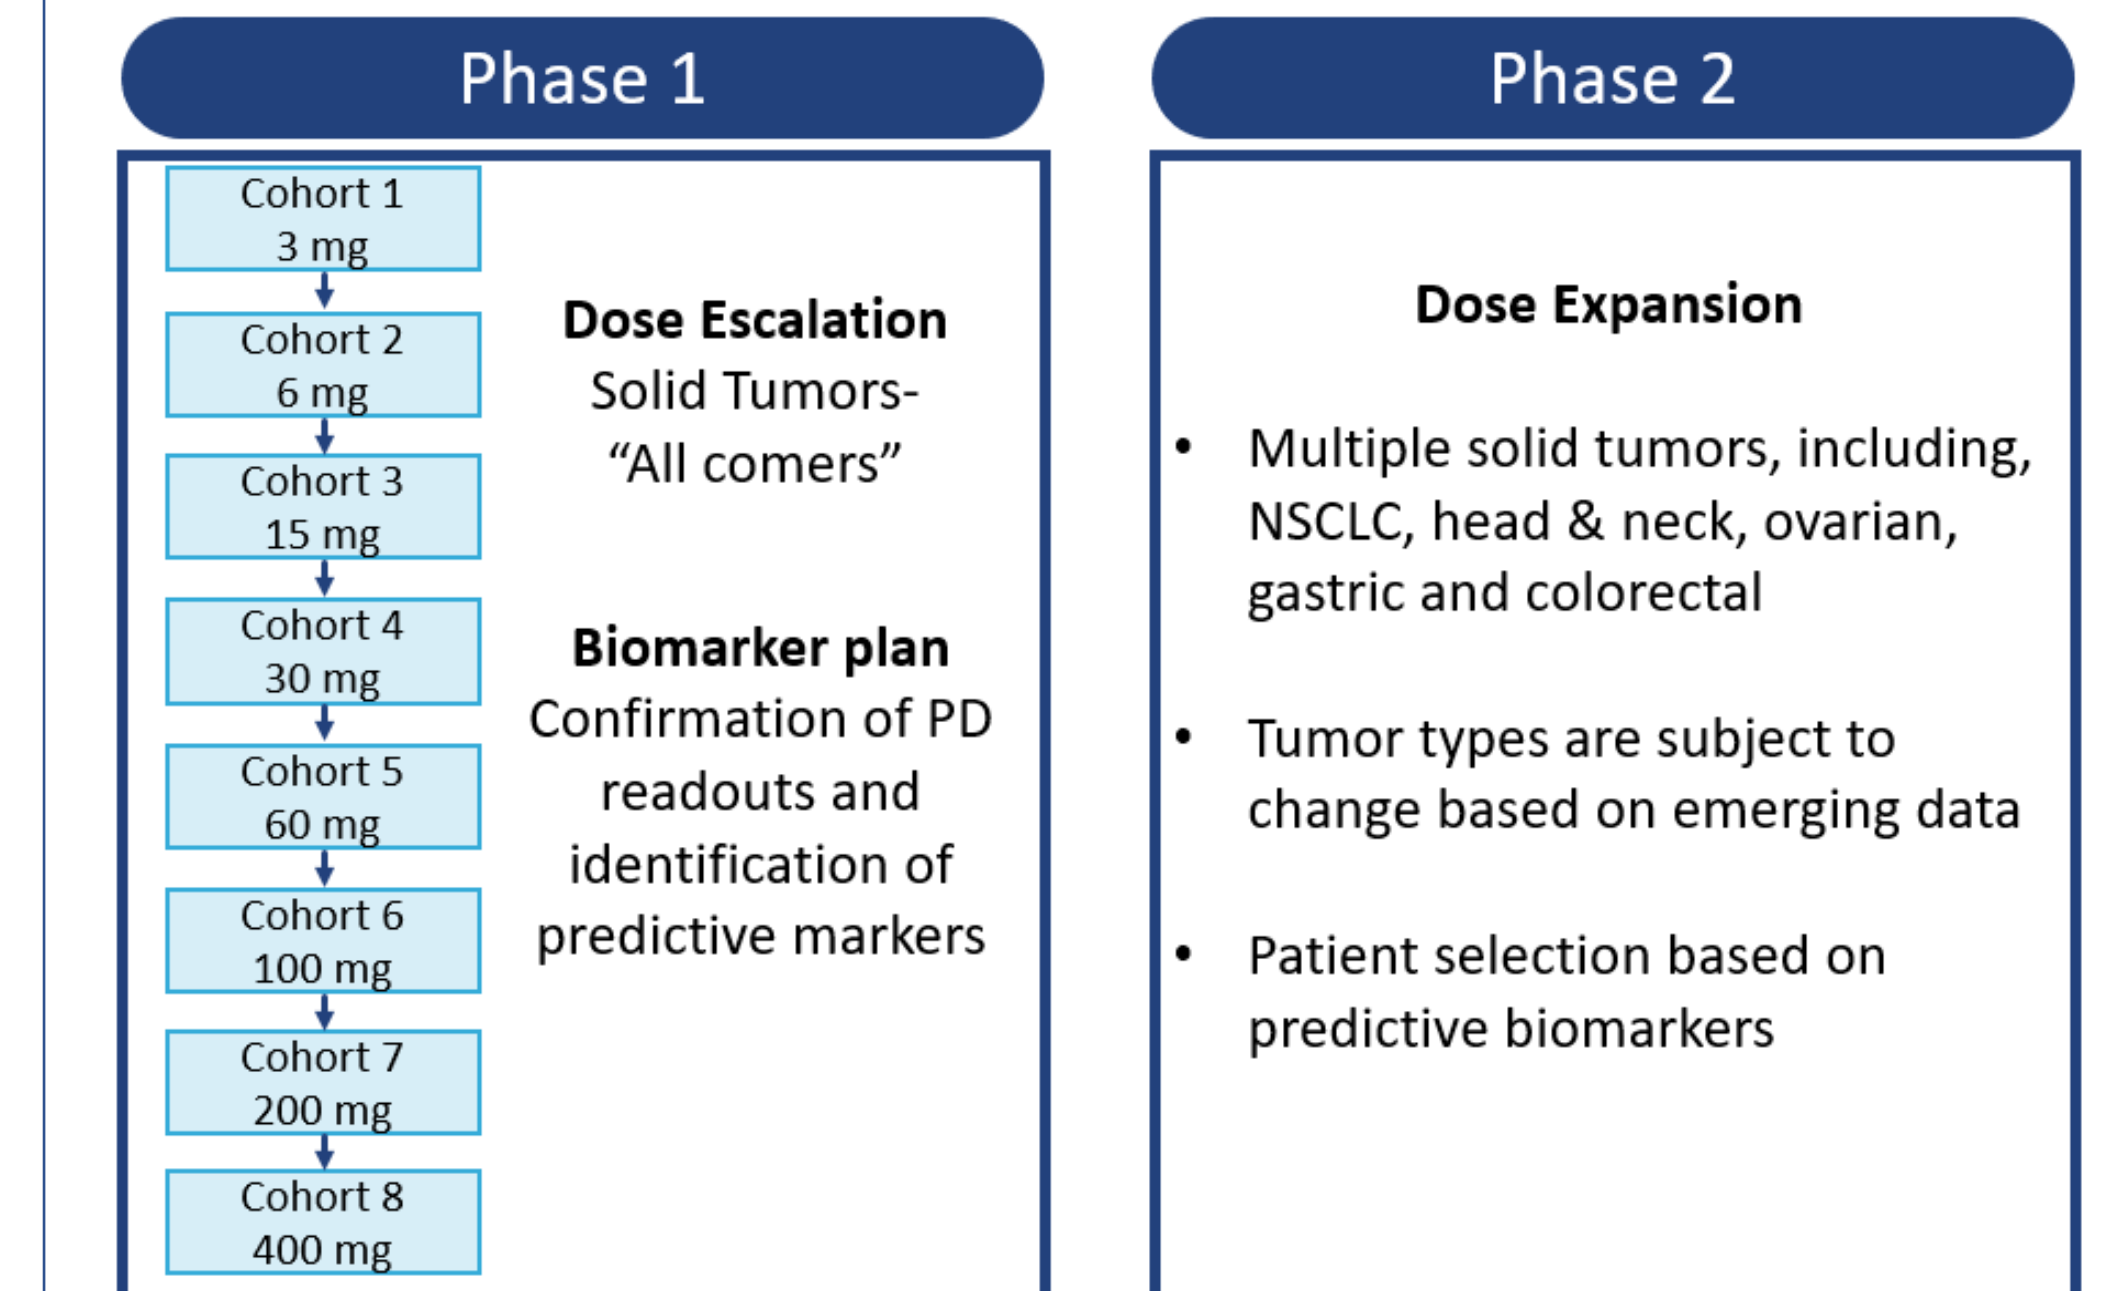 Phase 1
Cohort 1
3 mg
Cohort 2
6 mg
Cohort 3
15 mg
Cohort 4
30 mg
Cohort 5
60 mg
Cohort 6
100 mg
Cohort 7
200 mg
Cohort 8
400 mg
Dose Escalation
Solid Tumors-
“All comers”
Biomarker plan
Confirmation of PD
readouts and
identification of
predictive markers
Phase 2
Dose Expansion
• Multiple solid tumors, including,
NSCLC, head & neck, ovarian,
gastric and colorectal
• Tumor types are subject to
change based on emerging data
• Patient selection based on
predictive biomarkers